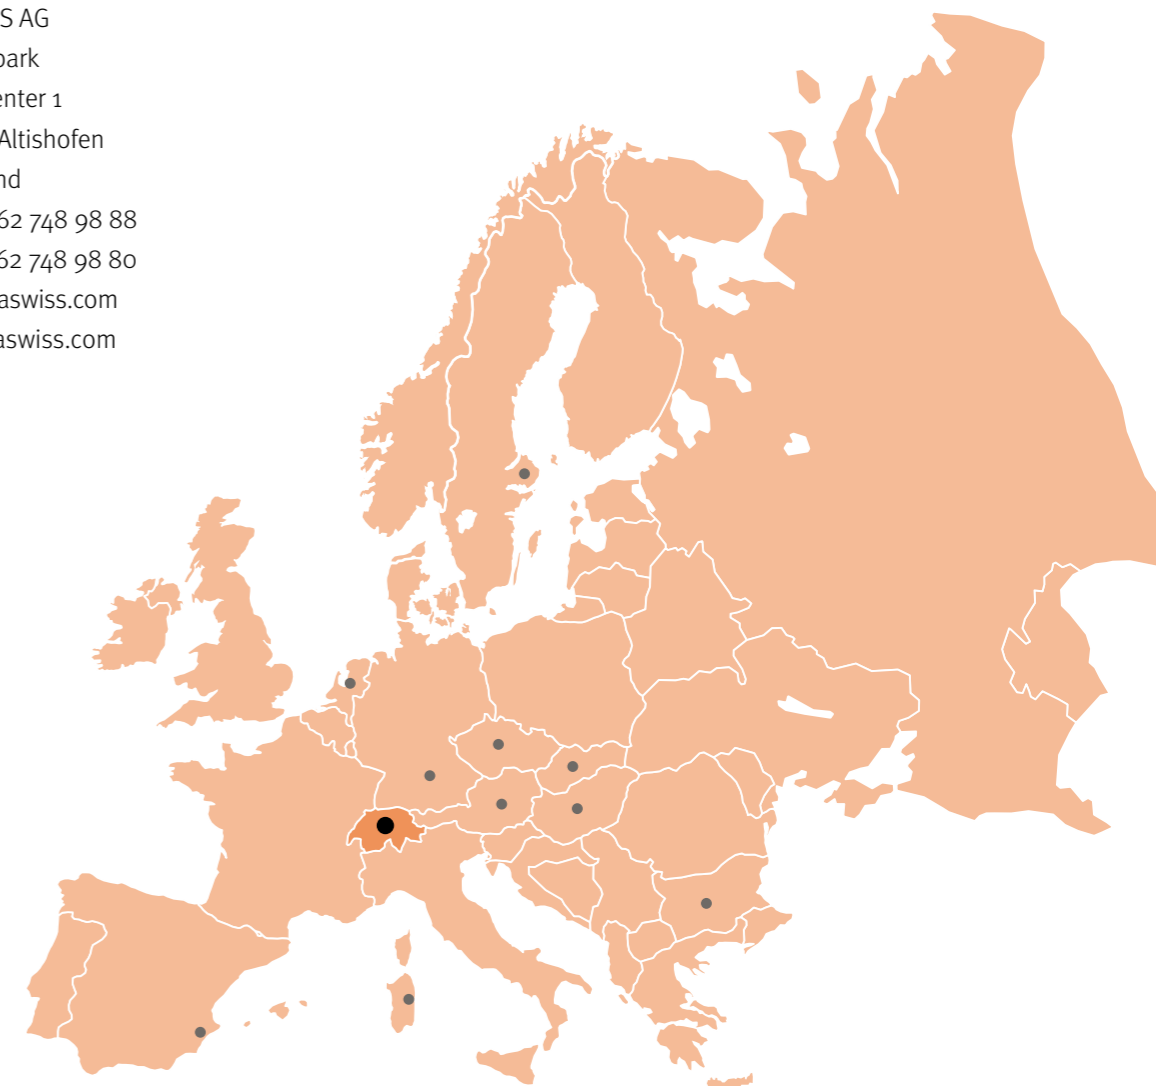 S AG
park
enter 1
Altishofen
nd
62 748 98 88
62 748 98 80
aswiss.com
aswiss.com